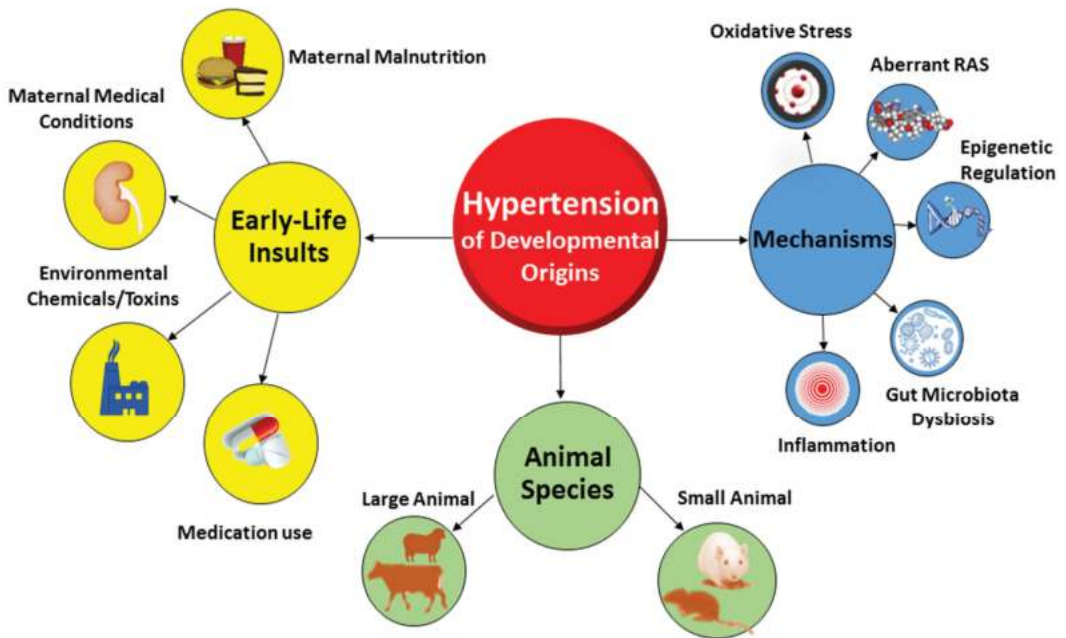 Maternal Malnutrition
Maternal Medical
Conditions
Early-Life
Insults
Environmental
Chemicals/Toxins
Medication use
Hypertension
of Developmental
Origins
Oxidative Stress
Aberrant RAS
Epigenetic
Regulation
Mechanisms
Gut Microbiota
Dysbiosis
Inflammation
Animal
Species
Large Animal
Small Animal